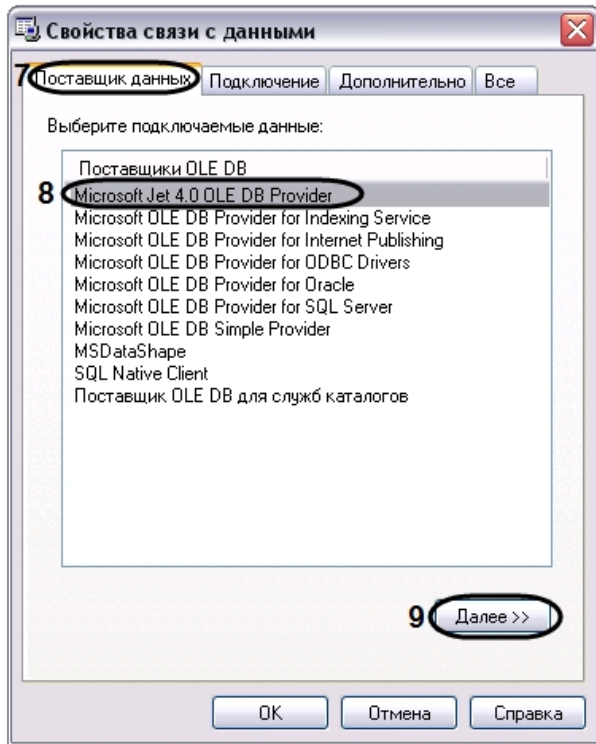 Свойства связи с данными
7 Поставщик данных Подключение Дополнительно Все
Выберите подключаемые данные:
Поставщики OLE DB
8 Microsoft Jet 4.0 OLE DB Provider
Microsoft OLE DB Provider for Indexing Service
Microsoft OLE DB Provider for Internet Publishing
Microsoft OLE DB Provider for ODBC Drivers
Microsoft OLE DB Provider for Oracle
Microsoft OLE DB Provider for SQL Server
Microsoft OLE DB Simple Provider
MSDataShape
SQL Native Client
Поставщик OLE DB для служб каталогов
9 Далее >>
OK Отмена Справка